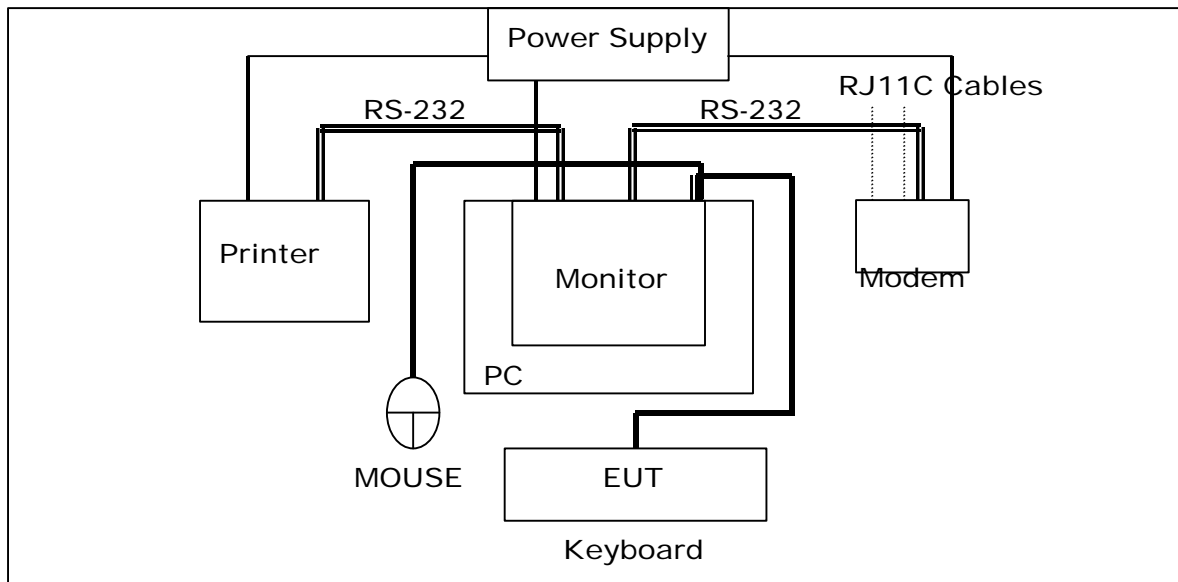 Power Supply
RJ11C Cables
RS-232
RS-232
Printer
Monitor
Modem
PC
MOUSE
EUT
Keyboard